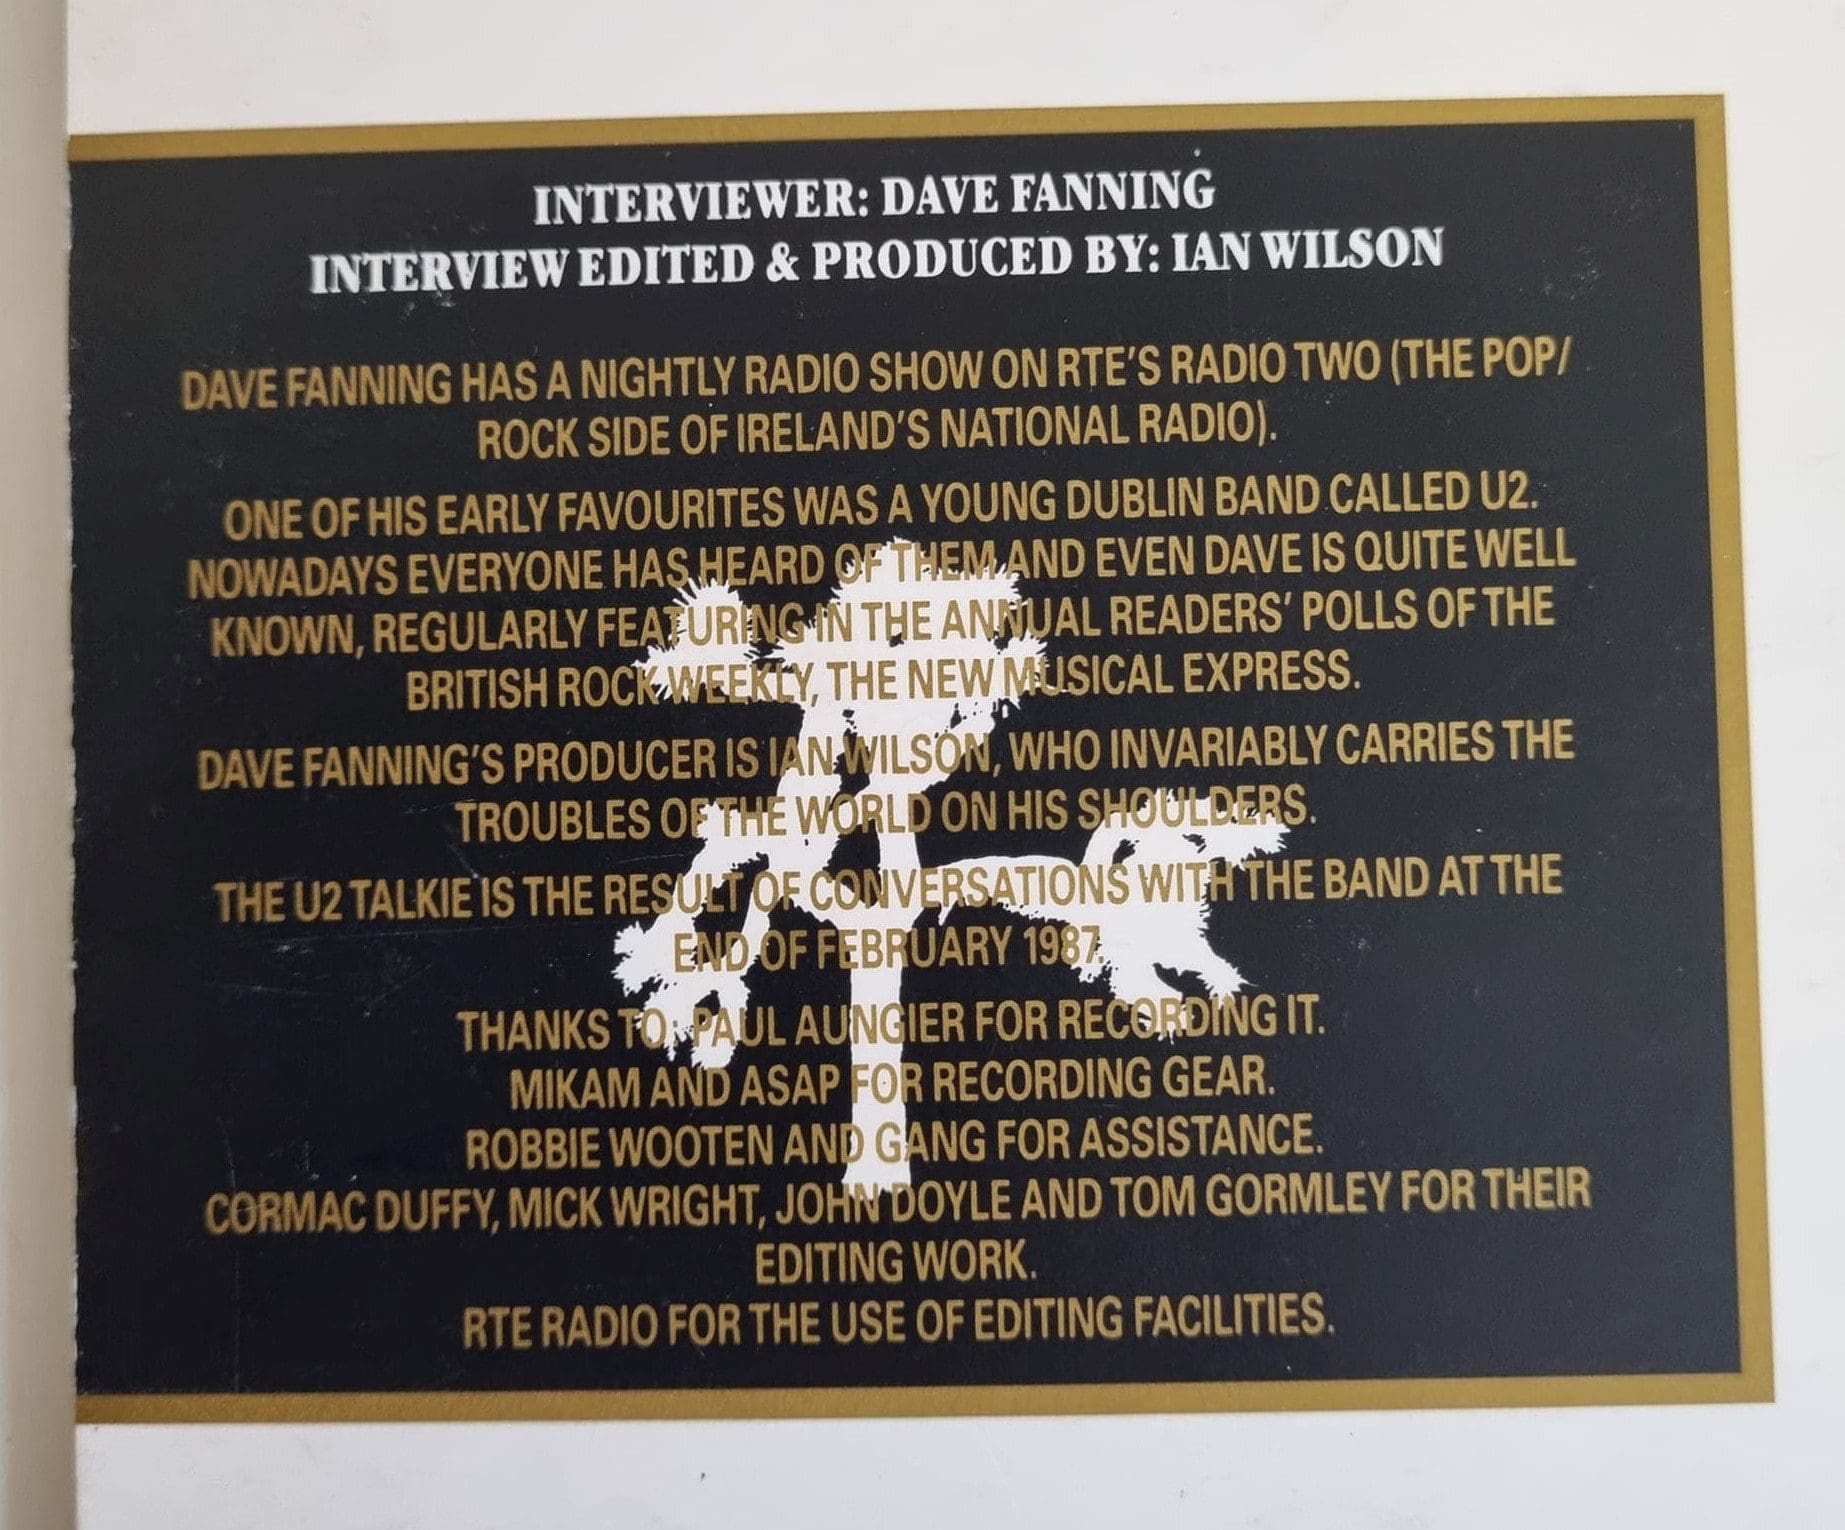 INTERVIEWER: DAVE FANNING
INTERVIEW EDITED & PRODUCED BY: IAN WILSON
DAVE FANNING HAS A NIGHTLY RADIO SHOW ON RTE'S RADIO TWO (THE POP/
ROCK SIDE OF IRELAND'S NATIONAL RADIO).
ONE OF HIS EARLY FAVOURITES WAS A YOUNG DUBLIN BAND CALLED U2.
NOWADAYS EVERYONE HAS HEARD OF THEM AND EVEN DAVE IS QUITE WELL
KNOWN, REGULARLY FEATURING IN THE ANNUAL READERS' POLLS OF THE
BRITISH ROCK WEEKLY, THE NEW MUSICAL EXPRESS.
DAVE FANNING'S PRODUCER IS IAN WILSON, WHO INVARIABLY CARRIES THE
TROUBLES OF THE WORLD ON HIS SHOULDERS.
THE U2 TALKIE IS THE RESULT OF CONVERSATIONS WITH THE BAND AT THE
END OF FEBRUARY 1987.
THANKS TO: PAUL AUNGIER FOR RECORDING IT.
MIKAM AND ASAP FOR RECORDING GEAR.
ROBBIE WOOTEN AND GANG FOR ASSISTANCE.
CORMAC DUFFY, MICK WRIGHT, JOHN DOYLE AND TOM GORMLEY FOR THEIR
EDITING WORK.
RTE RADIO FOR THE USE OF EDITING FACILITIES.